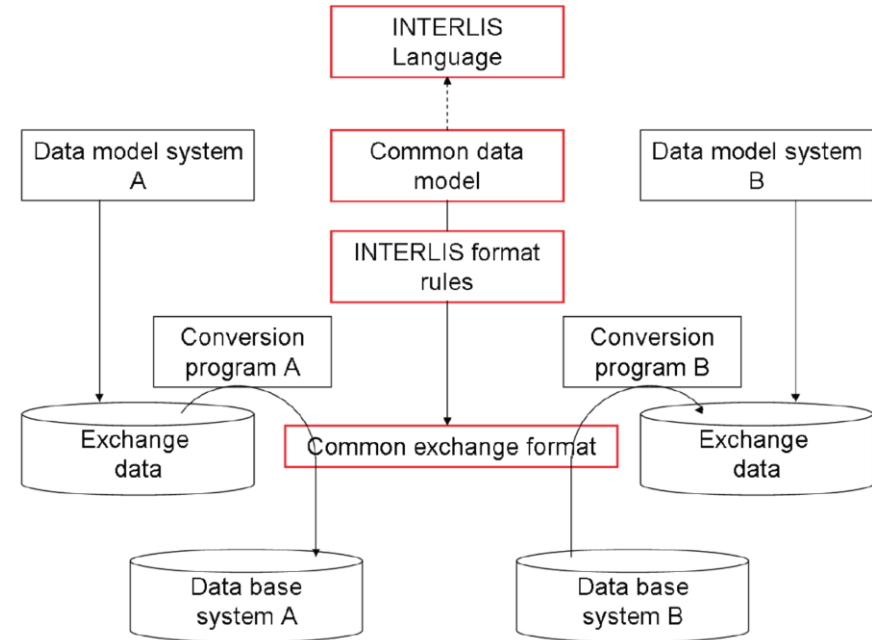 INTERLIS
Language
Data model system
A
Common data
model
Data model system
B
INTERLIS format
rules
Conversion
program A
Conversion
program B
Exchange
data
Common exchange format
Exchange
data
Data base
system A
Data base
system B